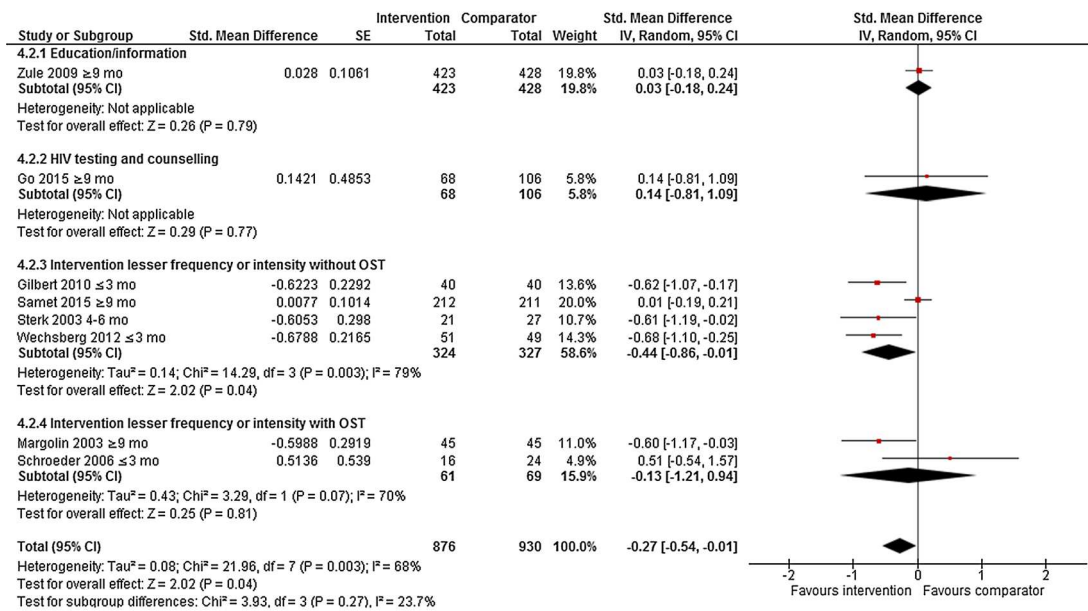 Intervention Comparator Std. Mean Difference Std. Mean Difference
Study or Subgroup Std. Mean Difference SE Total Total Weight IV, Random, 95% CI IV, Random, 95% CI
4.2.1 Education/information
Zule 2009 ≥9 mo 0.028 0.1061 423 428 19.8% 0.03 [-0.18, 0.24]
Subtotal (95% CI) 423 428 19.8% 0.03 [-0.18, 0.24]
Heterogeneity: Not applicable
Test for overall effect: Z = 0.26 (P = 0.79)
4.2.2 HIV testing and counselling
Go 2015 ≥9 mo 0.1421 0.4853 68 106 5.8% 0.14 [-0.81, 1.09]
Subtotal (95% CI) 68 106 5.8% 0.14 [-0.81, 1.09]
Heterogeneity: Not applicable
Test for overall effect: Z = 0.29 (P = 0.77)
4.2.3 Intervention lesser frequency or intensity without OST
Gilbert 2010 ≤3 mo -0.6223 0.2292 40 40 13.6% -0.62 [-1.07, -0.17]
Samet 2015 ≥9 mo 0.0077 0.1014 212 211 20.0% 0.01 [-0.19, 0.21]
Sterk 2003 4-6 mo -0.6053 0.298 21 27 10.7% -0.61 [-1.19, -0.02]
Wechsberg 2012 ≤3 mo -0.6788 0.2165 51 49 14.3% -0.68 [-1.10, -0.25]
Subtotal (95% CI) 324 327 58.6% -0.44 [-0.86, -0.01]
Heterogeneity: Tau² = 0.14; Chi² = 14.29, df = 3 (P = 0.003); I² = 79%
Test for overall effect: Z = 2.02 (P = 0.04)
4.2.4 Intervention lesser frequency or intensity with OST
Margolin 2003 ≥9 mo -0.5988 0.2919 45 45 11.0% -0.60 [-1.17, -0.03]
Schroeder 2006 ≤3 mo 0.5136 0.539 16 24 4.9% 0.51 [-0.54, 1.57]
Subtotal (95% CI) 61 69 15.9% -0.13 [-1.21, 0.94]
Heterogeneity: Tau² = 0.43; Chi² = 3.29, df = 1 (P = 0.07); I² = 70%
Test for overall effect: Z = 0.25 (P = 0.81)
Total (95% CI) 876 930 100.0% -0.27 [-0.54, -0.01]
Heterogeneity: Tau² = 0.08; Chi² = 21.96, df = 7 (P = 0.003); I² = 68%
Test for overall effect: Z = 2.02 (P = 0.04)
Test for subgroup differences: Chi² = 3.93, df = 3 (P = 0.27), I² = 23.7%
-2 -1 0 1 2
Favours intervention Favours comparator